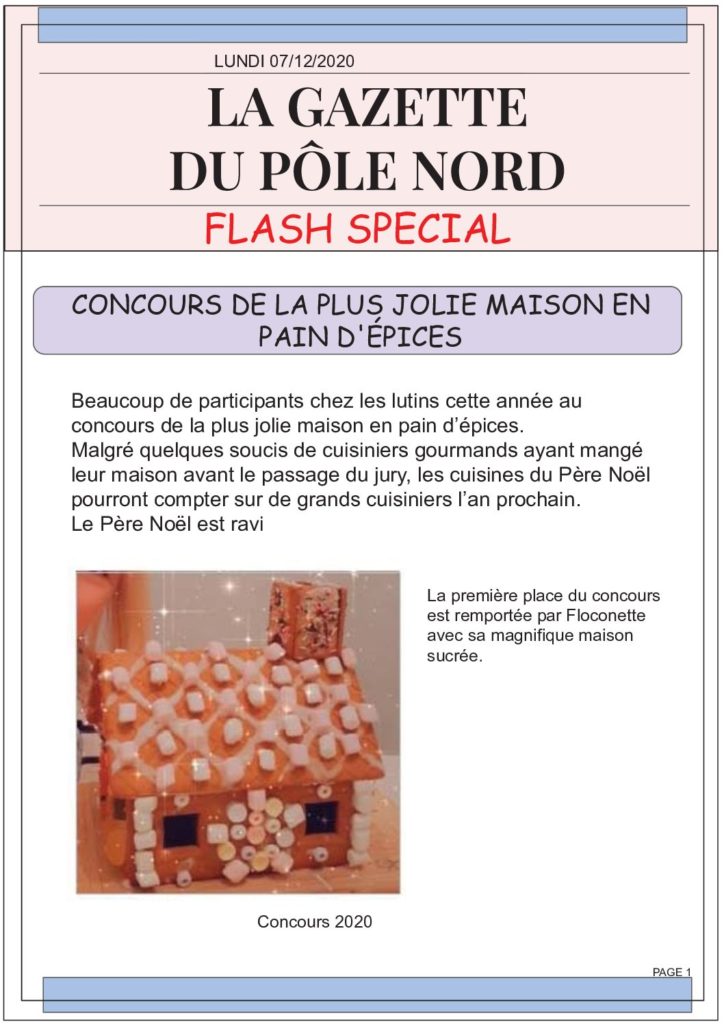 LUNDI 07/12/2020
LA GAZETTE
DU PÔLE NORD
FLASH SPECIAL
CONCOURS DE LA PLUS JOLIE MAISON EN
PAIN D'ÉPICES
Beaucoup de participants chez les lutins cette année au
concours de la plus jolie maison en pain d’épices.
Malgré quelques soucis de cuisiniers gourmands ayant mangé
leur maison avant le passage du jury, les cuisines du Père Noël
pourront compter sur de grands cuisiniers l’an prochain.
Le Père Noël est ravi
La première place du concours
est remportée par Floconette
avec sa magnifique maison
sucrée.
Concours 2020
PAGE 1